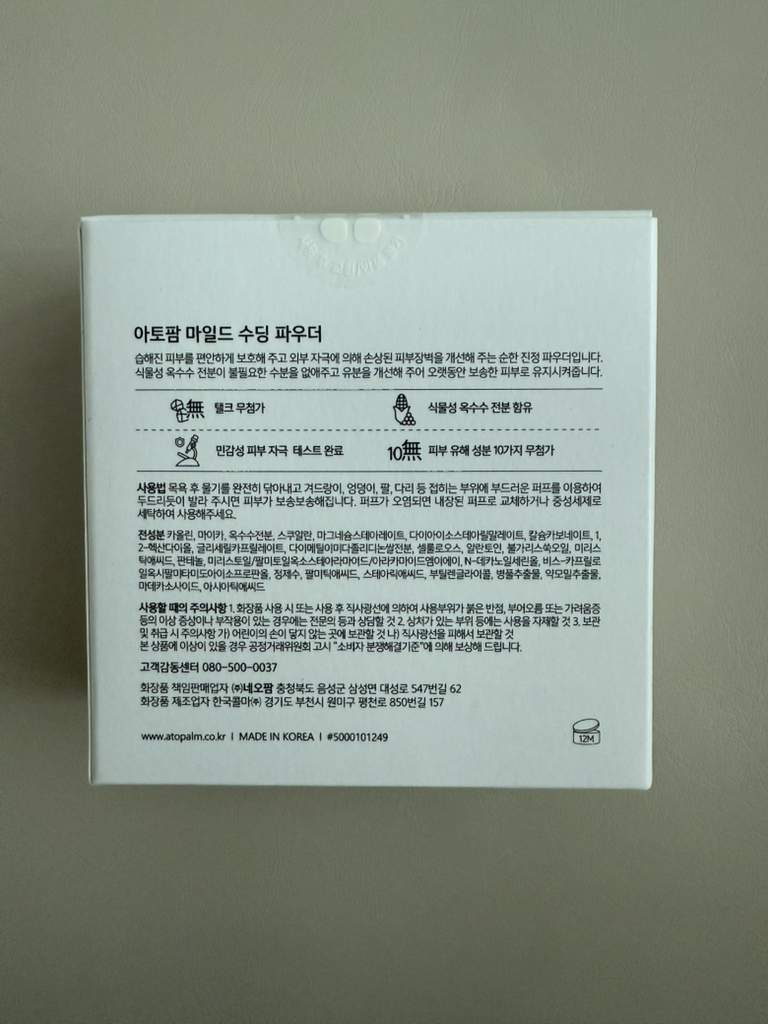 아토팜 마일드 수딩 파우더
습해진 피부를 편안하게 보호해 주고 외부 자극에 의해 손상된 피부장벽을 개선해 주는 순한 진정 파우더입니다.
식물성 옥수수 전분이 불필요한 수분을 없애주고 유분을 개선해 주어 오랫동안 보송한 피부로 유지시켜줍니다.
無 탤크 무첨가
식물성 옥수수 전분 함유
민감성 피부 자극 테스트 완료
10無 피부 유해 성분 10가지 무첨가
사용법 목욕 후 물기를 완전히 닦아내고 겨드랑이, 엉덩이, 팔, 다리 등 접히는 부위에 부드러운 퍼프를 이용하여
두드리듯이 발라 주시면 피부가 보송보송해집니다. 퍼프가 오염되면 내장된 퍼프로 교체하거나 중성세제로
세탁하여 사용해주세요.
전성분 카올린, 마이카, 옥수수전분, 스쿠알란, 마그네슘스테아레이트, 다이아이소스테아릴말레이트, 칼슘카보네이트, 1,
2-헥산다이올, 글리세릴카프릴레이트, 다이메틸이미다졸리디논쌀전분, 셀룰로오스, 알란토인, 불가리스쑥오일, 미리스
틱애씨드, 판테놀, 미리스토일/팔미토일옥소스테아라마이드/아라카마이드엠이에이, N-데카노일세린올, 비스-카프릴로
일옥시팔미타미도아이소프로판올, 정제수, 팔미틱애씨드, 스테아릭애씨드, 부틸렌글라이콜, 병풀추출물, 약모밀추출물,
마데카소사이드, 아시아틱애씨드
사용할 때의 주의사항 1. 화장품 사용 시 또는 사용 후 직사광선에 의하여 사용부위가 붉은 반점, 부어오름 또는 가려움증
등의 이상 증상이나 부작용이 있는 경우에는 전문의 등과 상담할 것 2. 상처가 있는 부위 등에는 사용을 자제할 것 3. 보관
및 취급 시 주의사항 가) 어린이의 손이 닿지 않는 곳에 보관할 것 나) 직사광선을 피해서 보관할 것
본 상품에 이상이 있을 경우 공정거래위원회 고시 "소비자 분쟁해결기준"에 의해 보상해 드립니다.
고객감동센터 080-500-0037
화장품 책임판매업자 ㈜네오팜 충청북도 음성군 삼성면 대성로 547번길 62
화장품 제조업자 한국콜마㈜ 경기도 부천시 원미구 평천로 850번길 157
www.atopalm.co.kr I MADE IN KOREA I #5000101249
12M